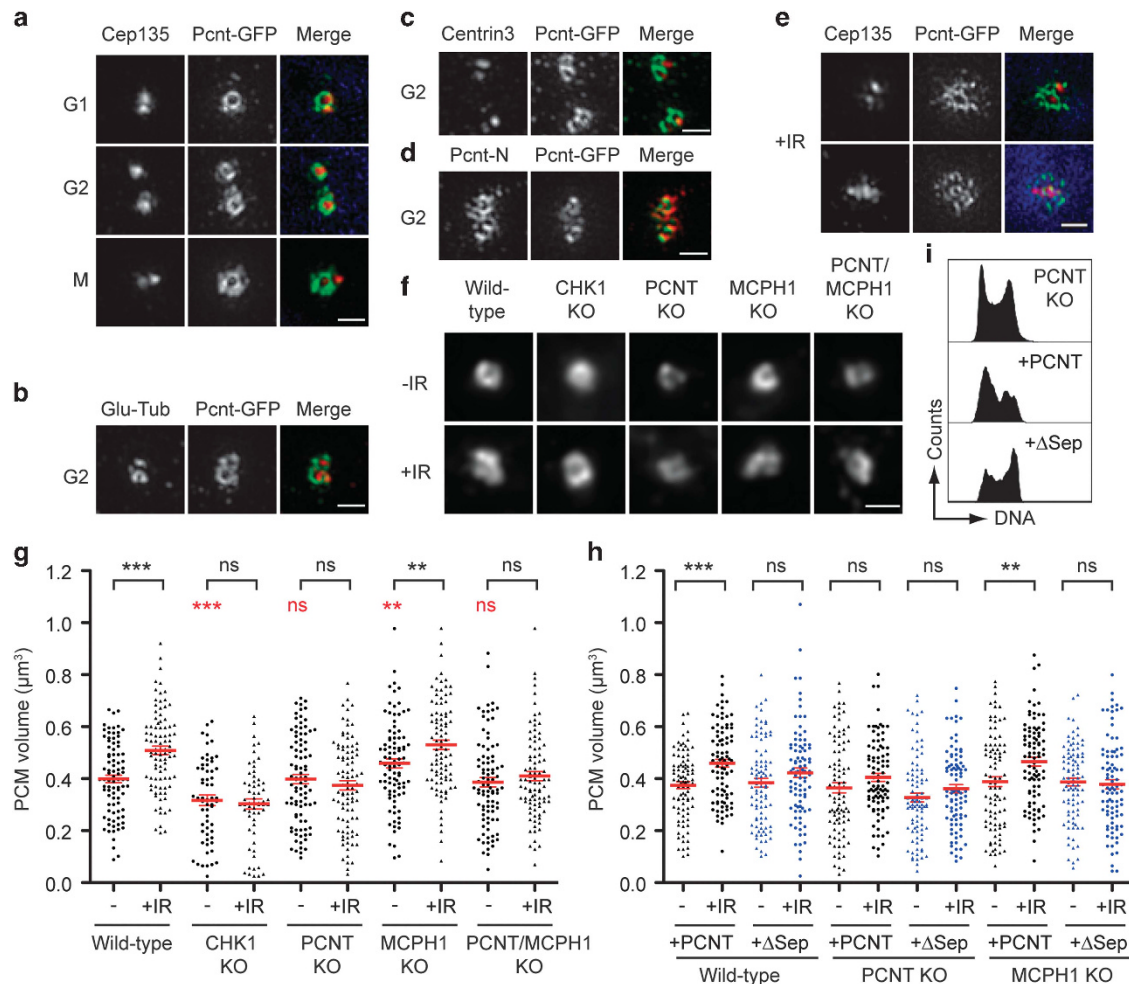 a
Cep135 Pcnt-GFP Merge
G1
G2
M
b
Glu-Tub Pcnt-GFP Merge
G2
c
Centrin3 Pcnt-GFP Merge
G2
d
Pcnt-N Pcnt-GFP Merge
G2
e
Cep135 Pcnt-GFP Merge
+IR
f
Wild-type CHK1 KO PCNT KO MCPH1 KO PCNT/MCPH1 KO
-IR
+IR
i
PCNT KO
+PCNT
+ΔSep
Counts
DNA
g
*** ns ns ** ns
*** ns ** ns
PCM volume (µm³)
1.2
1.0
0.8
0.6
0.4
0.2
0.0
- +IR - +IR - +IR - +IR - +IR
Wild-type CHK1 KO PCNT KO MCPH1 KO PCNT/MCPH1 KO
h
*** ns ns ns ** ns
PCM volume (µm³)
1.2
1.0
0.8
0.6
0.4
0.2
0.0
- +IR - +IR - +IR - +IR - +IR - +IR
+PCNT +ΔSep +PCNT +ΔSep +PCNT +ΔSep
Wild-type PCNT KO MCPH1 KO